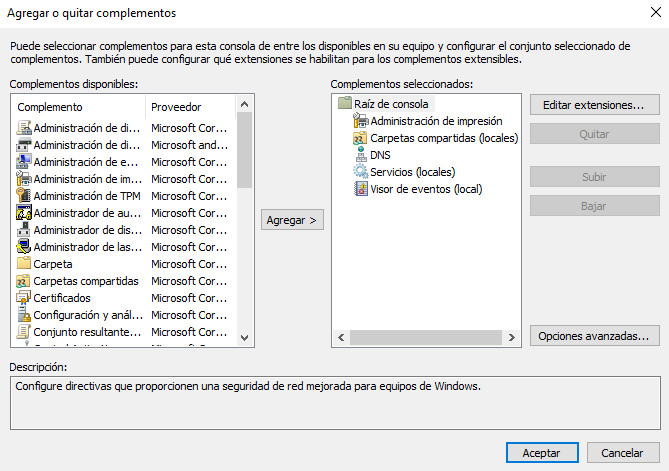 Agregar o quitar complementos
Puede seleccionar complementos para esta consola de entre los disponibles en su equipo y configurar el conjunto seleccionado de
complementos. También puede configurar qué extensiones se habilitan para los complementos extensibles.
Complementos disponibles:
Complemento Proveedor
Administración de di... Microsoft Cor...
Administración de di... Microsoft and...
Administración de e... Microsoft Cor...
Administración de im... Microsoft Cor...
Administración de TPM Microsoft Cor...
Administrador de au... Microsoft Cor...
Administrador de dis... Microsoft Cor...
Administrador de las... Microsoft Cor...
Carpeta Microsoft Cor...
Carpetas compartidas Microsoft Cor...
Certificados Microsoft Cor...
Configuración y anál... Microsoft Cor...
Conjunto resultante... Microsoft Cor...
Agregar >
Complementos seleccionados:
Raíz de consola
Administración de impresión
Carpetas compartidas (locales)
DNS
Servicios (locales)
Visor de eventos (local)
Editar extensiones...
Quitar
Subir
Bajar
Opciones avanzadas...
Descripción:
Configure directivas que proporcionen una seguridad de red mejorada para equipos de Windows.
Aceptar Cancelar